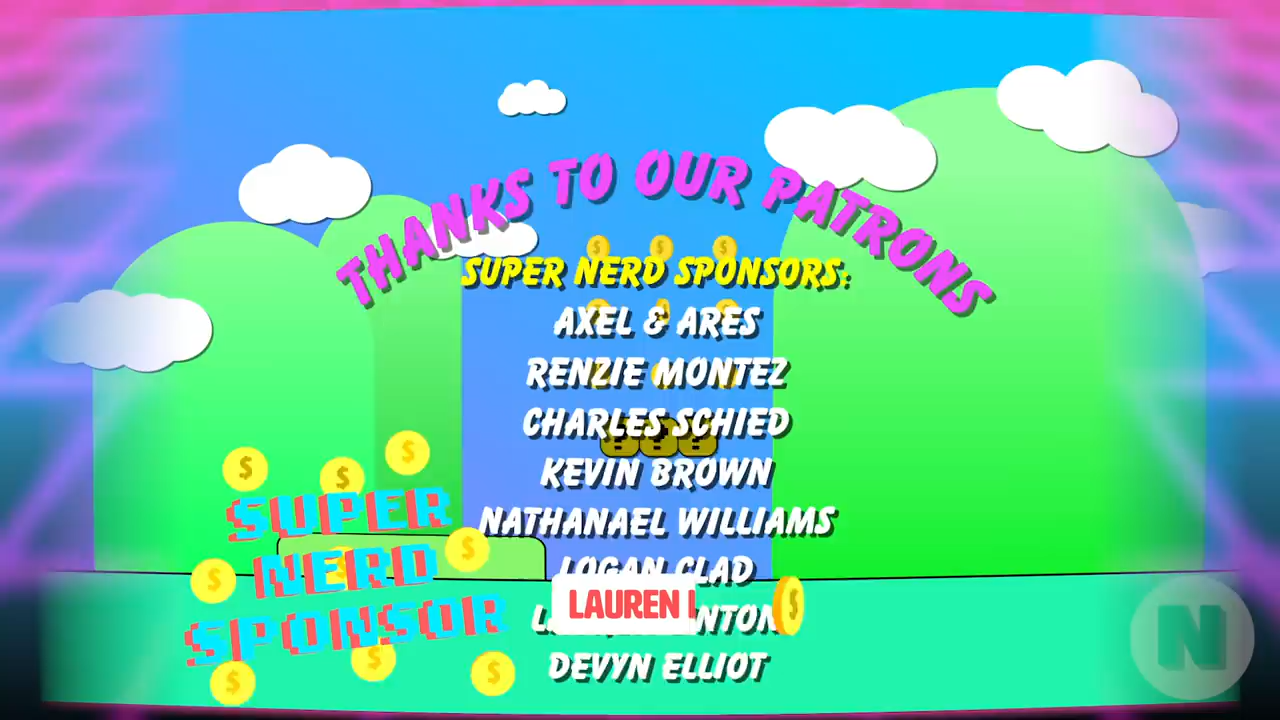 THANKS TO OUR PATRONS
SUPER NERD SPONSORS:
AXEL & ARES
RENZIE MONTEZ
CHARLES SCHIED
KEVIN BROWN
NATHANAEL WILLIAMS
LOGAN CLAD
LAUREN
DEVYN ELLIOT
SUPER
NERD
SPONSOR
N